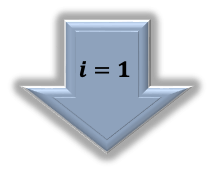 i = 1